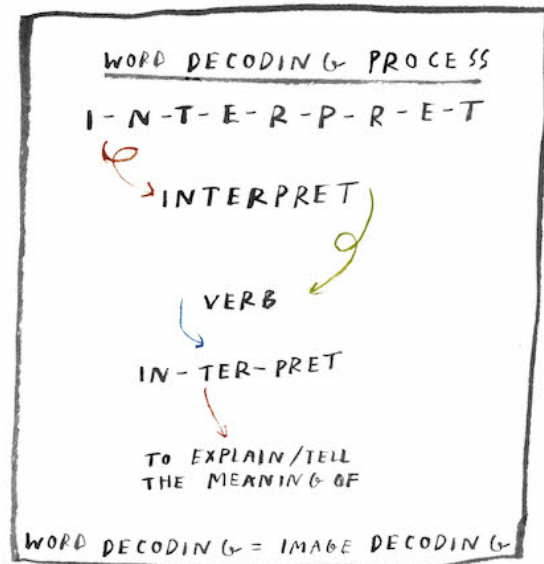 WORD DECODING PROCESS
I-N-T-E-R-P-R-E-T
INTERPRET
VERB
IN-TER-PRET
TO EXPLAIN/TELL
THE MEANING OF
WORD DECODING = IMAGE DECODING